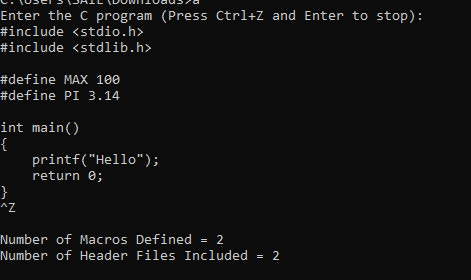 C:\Users\SAIL\Downloads>a
Enter the C program (Press Ctrl+Z and Enter to stop):
#include <stdio.h>
#include <stdlib.h>

#define MAX 100
#define PI 3.14

int main()
{
    printf("Hello");
    return 0;
}
^Z

Number of Macros Defined = 2
Number of Header Files Included = 2